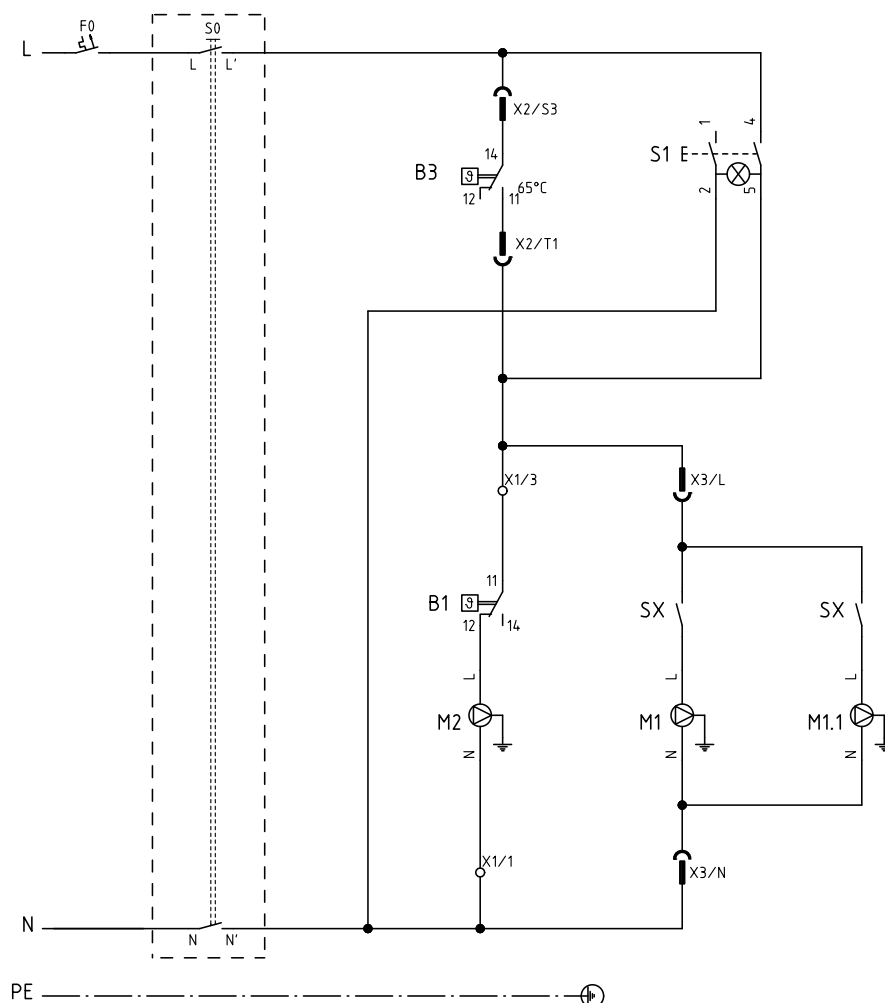 F0
S0
L
L L'
X2/S3
1
4
14
S1
B3
ϑ
65°C
12
11
2
5
X2/T1
X1/3
X3/L
11
B1
ϑ
SX
SX
12
14
L
L
L
M2
M1
M1.1
N
N
N
X1/1
X3/N
N
N N'
PE